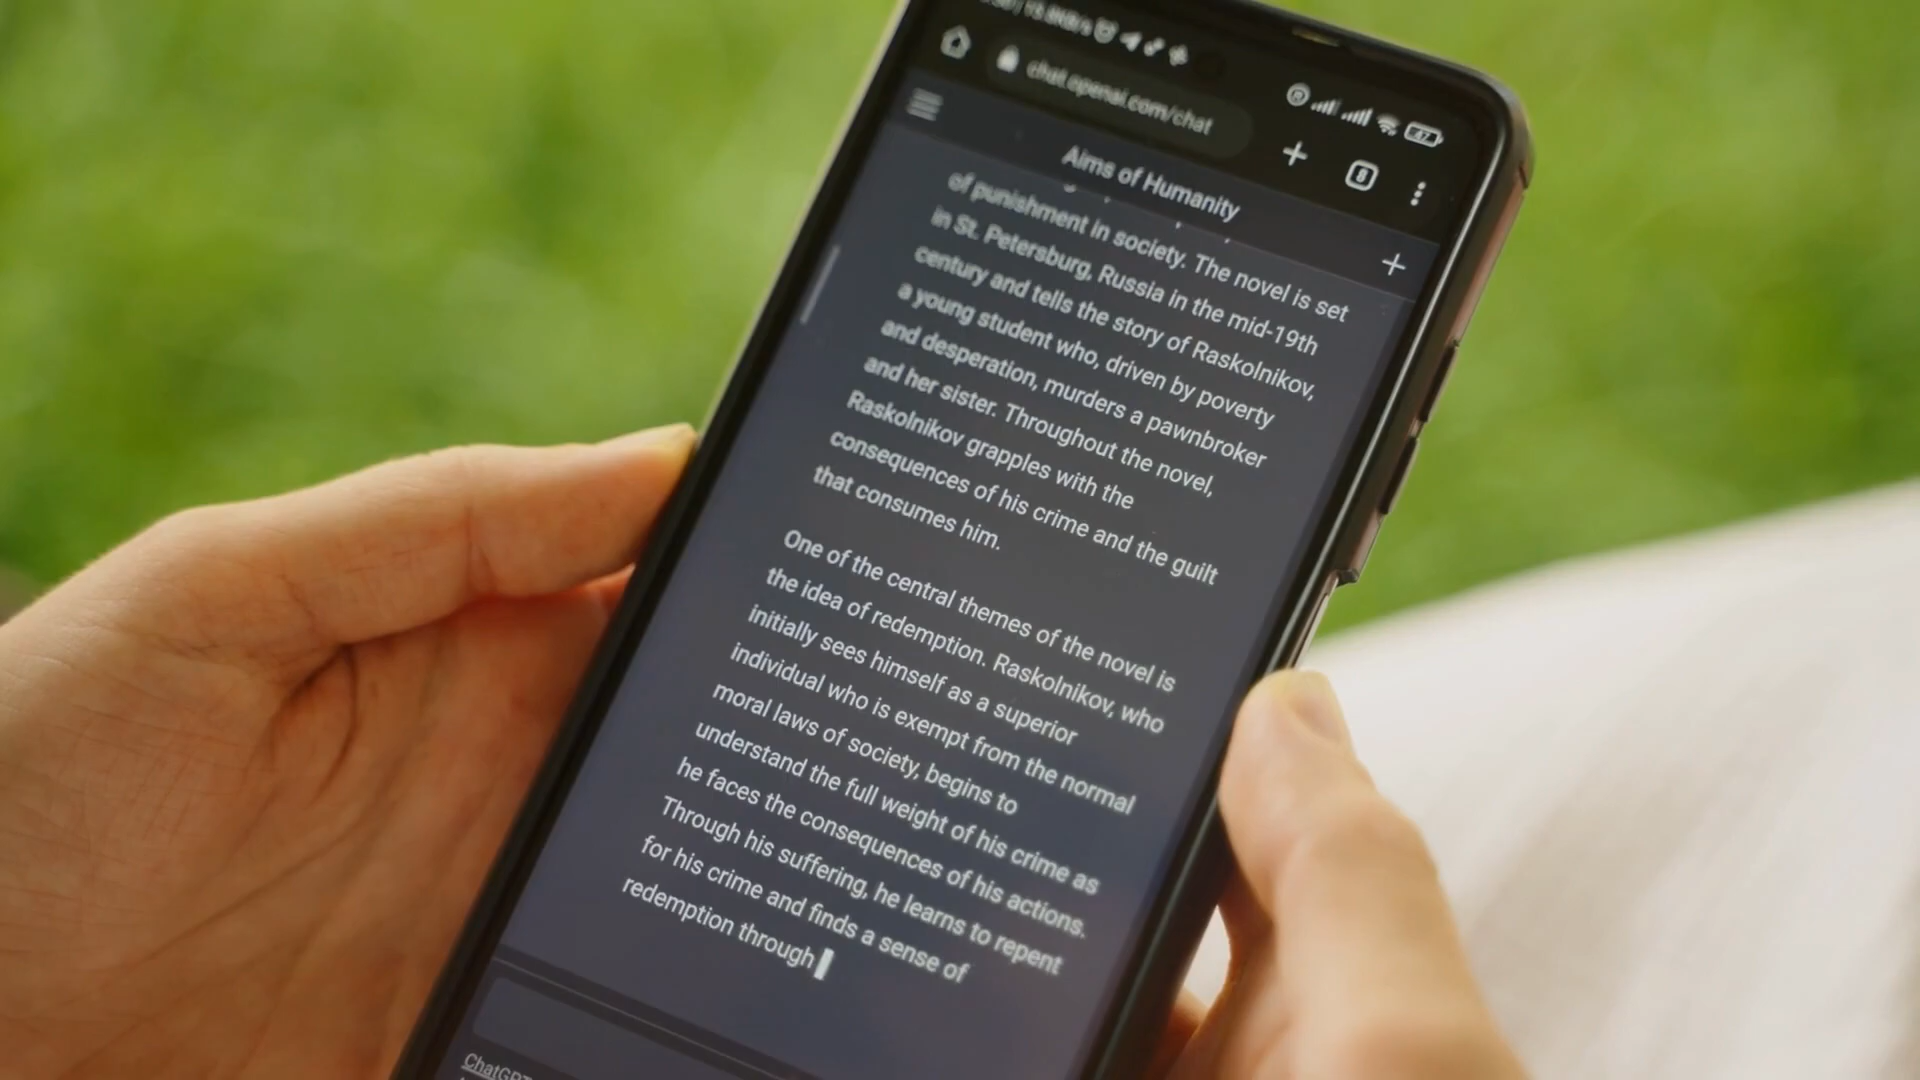 chat.openai.com/chat
47
8
Aims of Humanity
of punishment in society. The novel is set
in St. Petersburg, Russia in the mid-19th
century and tells the story of Raskolnikov,
a young student who, driven by poverty
and desperation, murders a pawnbroker
and her sister. Throughout the novel,
Raskolnikov grapples with the
consequences of his crime and the guilt
that consumes him.
One of the central themes of the novel is
the idea of redemption. Raskolnikov, who
initially sees himself as a superior
individual who is exempt from the normal
moral laws of society, begins to
understand the full weight of his crime as
he faces the consequences of his actions.
Through his suffering, he learns to repent
for his crime and finds a sense of
redemption through